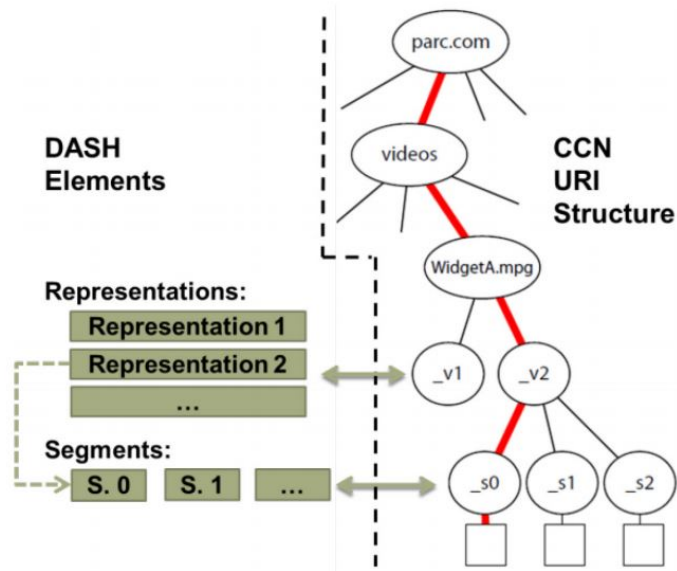 parc.com
DASH
Elements
videos
CCN
URI
Structure
WidgetA.mpg
Representations:
Representation 1
Representation 2
...
_v1
_v2
Segments:
S. 0
S. 1
...
_s0
_s1
_s2